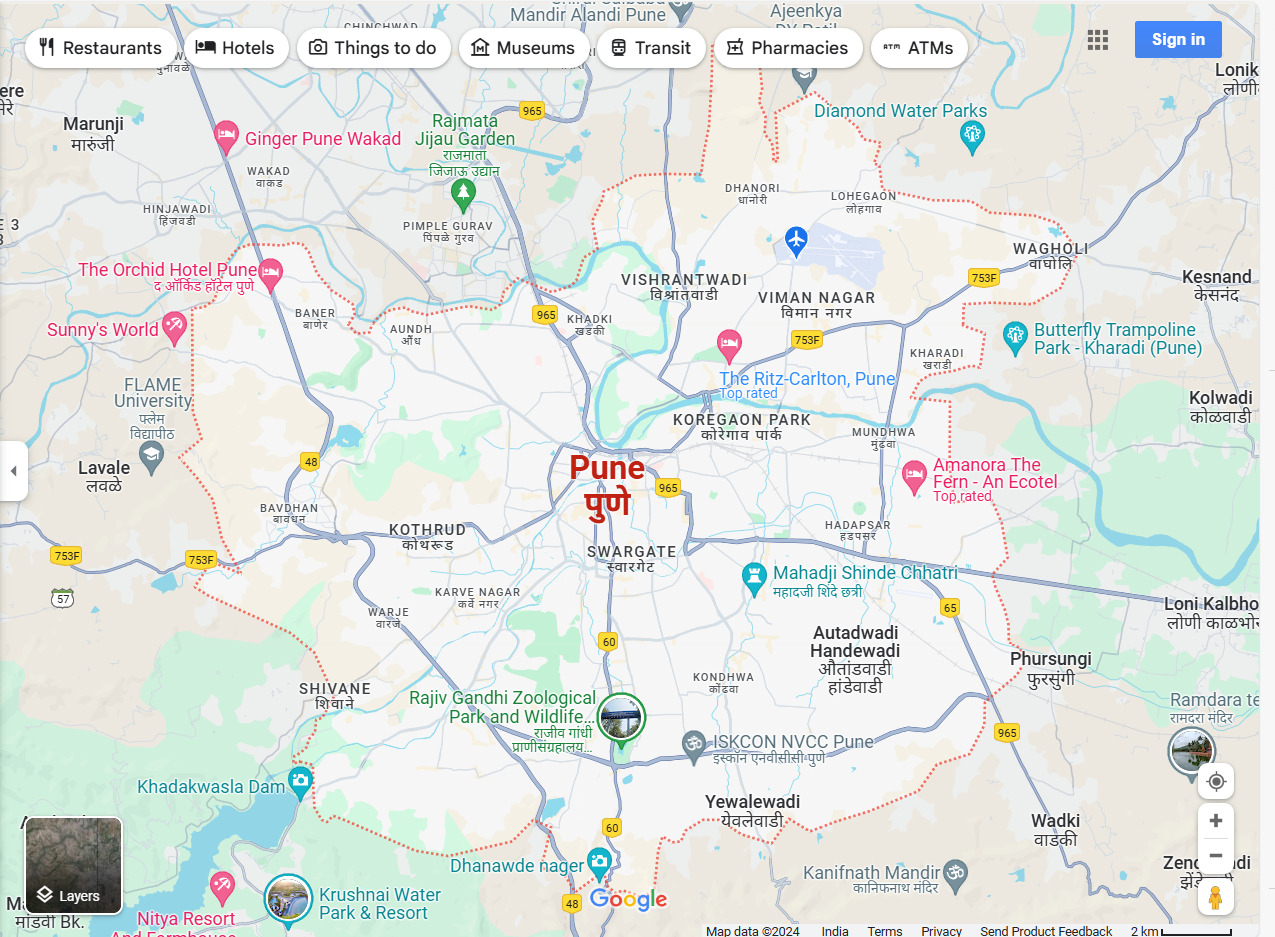 Mandir Alandi Pune
Ajeenkya
Restaurants
Hotels
Things to do
Museums
Transit
Pharmacies
ATMs
Sign in
965
Diamond Water Parks
Marunji
मारुंजी
Ginger Pune Wakad
Rajmata
Jijau Garden
राजमाता
जिजाऊ उद्यान
WAKAD
वाकड
HINJAWADI
हिंजवडी
PIMPLE GURAV
पिंपळे गुरव
DHANORI
धानोरी
LOHEGAON
लोहगाव
WAGHOLI
वाघोलि
The Orchid Hotel Pune
द ऑर्किड हॉटेल पुणे
VISHRANTWADI
विश्रांतवाडी
753F
Kesnand
केसनंद
VIMAN NAGAR
विमान नगर
BANER
बाणेर
965
KHADKI
खडकी
Sunny's World
AUNDH
औंध
753F
Butterfly Trampoline
Park - Kharadi (Pune)
KHARADI
खराडी
The Ritz-Carlton, Pune
Top rated
FLAME
University
फ्लेम
विद्यापीठ
Kolwadi
कोळवाडी
KOREGAON PARK
कोरेगाव पार्क
MUNDHWA
मुंढवा
48
Lavale
लवळे
Pune
पुणे
965
Amanora The
Fern - An Ecotel
Top rated
BAVDHAN
बावधन
KOTHRUD
कोथरूड
HADAPSAR
हडपसर
753F
753F
SWARGATE
स्वारगेट
Mahadji Shinde Chhatri
महादजी शिंदे छत्री
57
KARVE NAGAR
कर्वे नगर
65
WARJE
वारजे
Loni Kalbho
लोणी काळभोर
60
Autadwadi
Handewadi
औतांडवाडी
हांडेवाडी
Phursungi
फुरसुंगी
SHIVANE
शिवाने
KONDHWA
कोंढवा
Rajiv Gandhi Zoological
Park and Wildlife...
राजीव गांधी
प्राणीसंग्रहालय...
Ramdara te
रामदरा मंदिर
965
ISKCON NVCC Pune
इस्कॉन एनवीसीसी पुणे
Khadakwasla Dam
Yewalewadi
येवलेवाडी
Wadki
वाडकी
60
Dhanawde nager
Kanifnath Mandir
कानिफनाथ मंदिर
Layers
Krushnai Water
Park & Resort
48
Google
Nitya Resort
मांडवी Bk.
Map data ©2024 India Terms Privacy Send Product Feedback 2 km